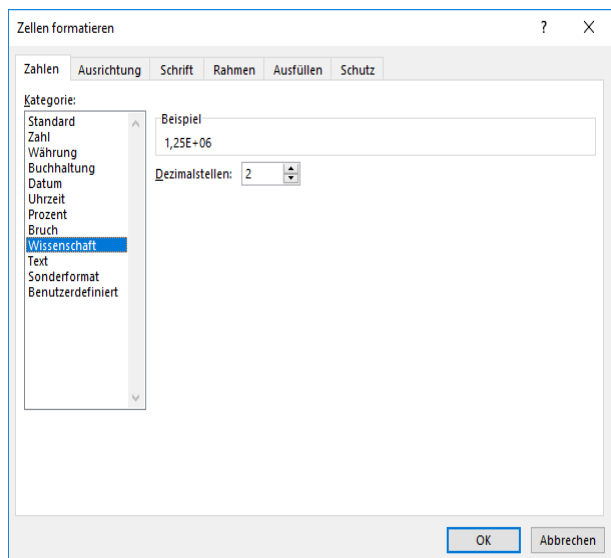 Zellen formatieren
?
X
Zahlen
Ausrichtung
Schrift
Rahmen
Ausfüllen
Schutz
Kategorie:
Standard
Zahl
Währung
Buchhaltung
Datum
Uhrzeit
Prozent
Bruch
Wissenschaft
Text
Sonderformat
Benutzerdefiniert
Beispiel
1,25E+06
Dezimalstellen: 2
OK
Abbrechen